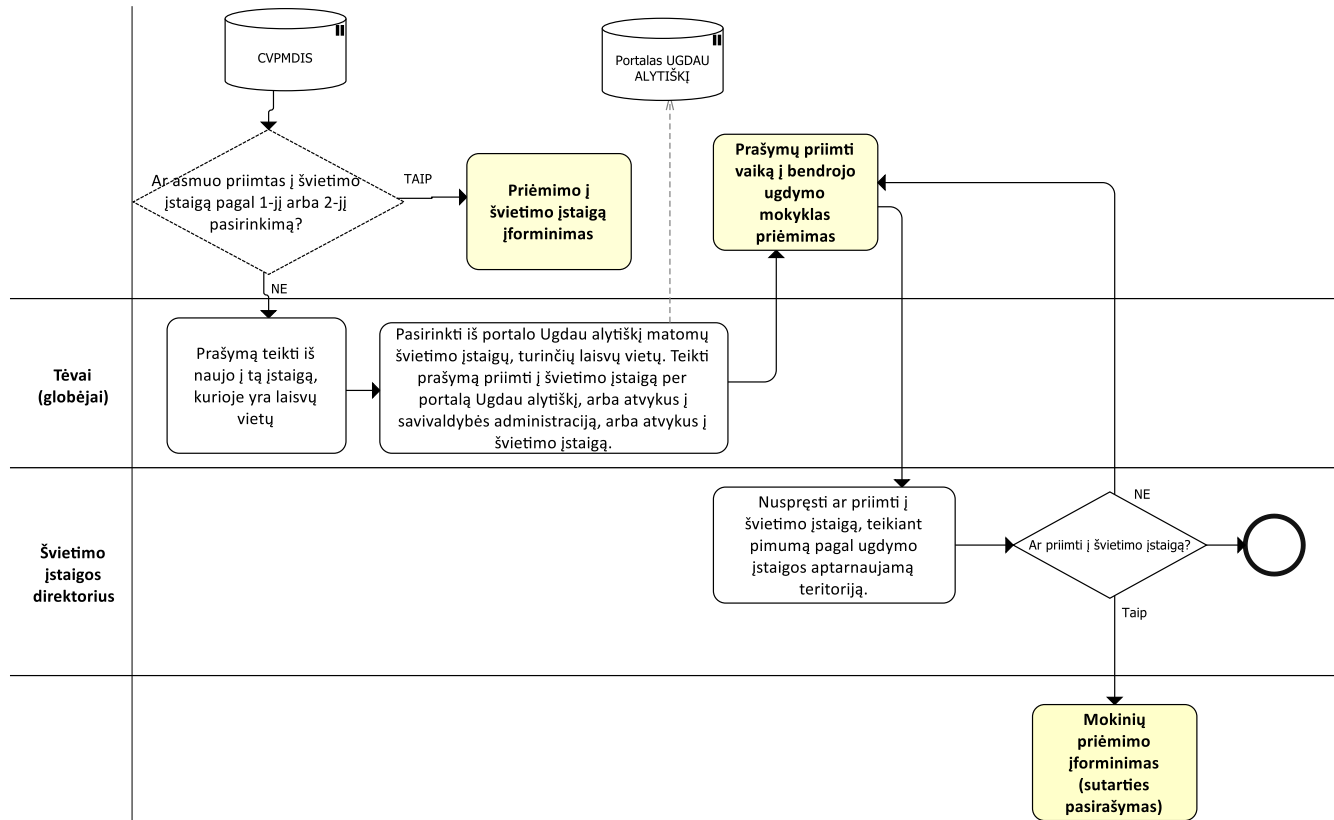 CVPMDIS
Portalas UGDAU
ALYTIŠKĮ
Ar asmuo priimtas į švietimo
įstaigą pagal 1-jį arba 2-jį
pasirinkimą?
TAIP
Priėmimo į
švietimo įstaigą
įforminimas
Prašymų priimti
vaiką į bendrojo
ugdymo
mokyklas
priėmimas
NE
Tėvai
(globėjai)
Prašymą teikti iš
naujo į tą įstaigą,
kurioje yra laisvų
vietų
Pasirinkti iš portalo Ugdau alytiškį matomų
švietimo įstaigų, turinčių laisvų vietų. Teikti
prašymą priimti į švietimo įstaigą per
portalą Ugdau alytiškį, arba atvykus į
savivaldybės administraciją, arba atvykus į
švietimo įstaigą.
Švietimo
įstaigos
direktorius
Nuspręsti ar priimti į
švietimo įstaigą, teikiant
pimumą pagal ugdymo
įstaigos aptarnaujamą
teritoriją.
NE
Ar priimti į švietimo įstaigą?
Taip
Mokinių
priėmimo
įforminimas
(sutarties
pasirašymas)